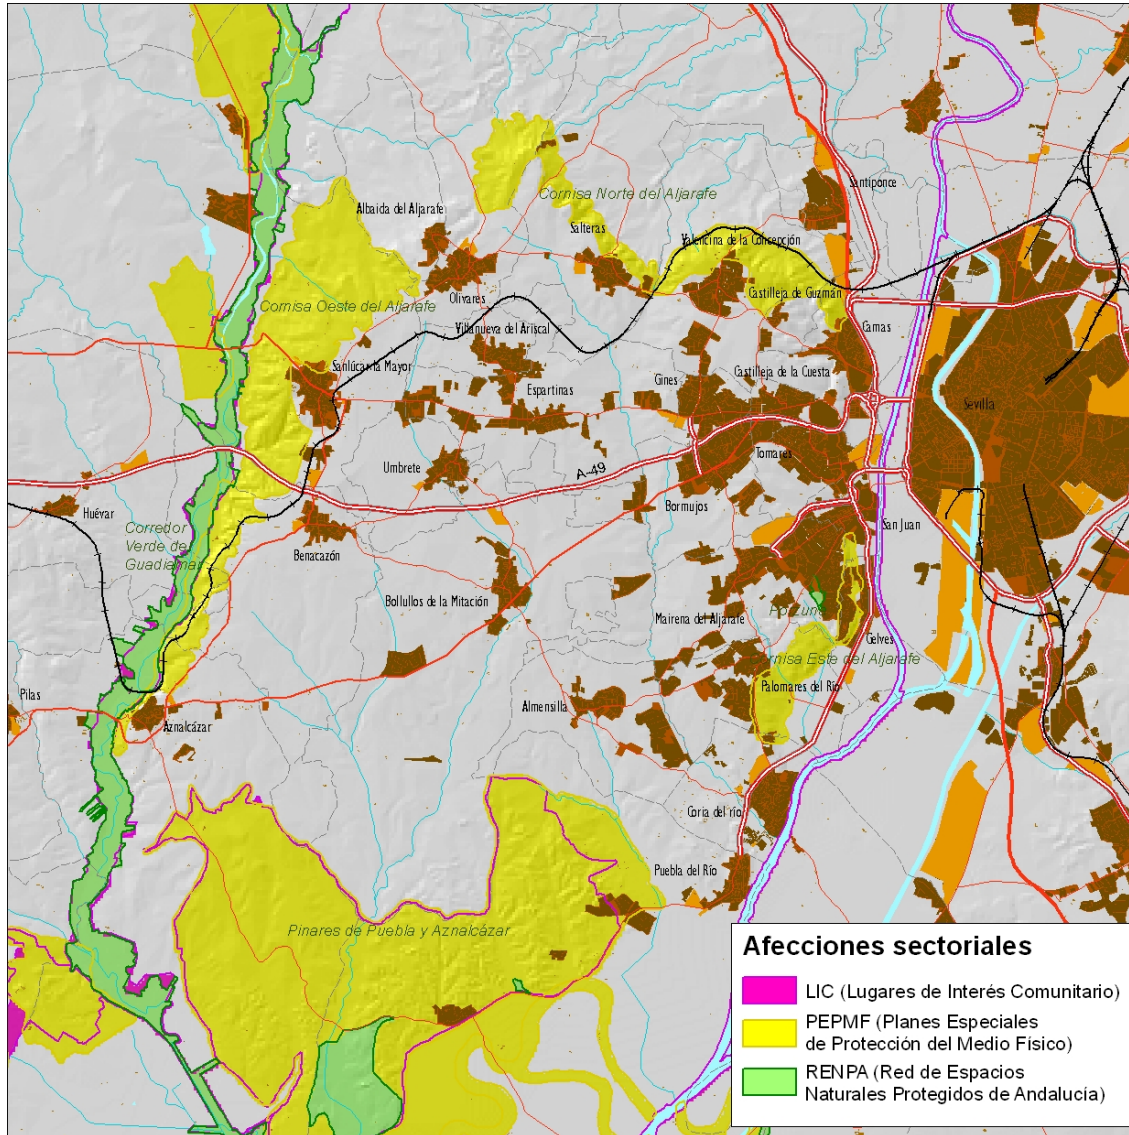 Santiponce
Cornisa Norte del Aljarafe
Albaida del Aljarafe
Salteras
Valencina de la Concepción
Castilleja de Guzmán
Olivares
Cornisa Oeste del Aljarafe
Villanueva del Ariscal
Camas
Sanlúcar la Mayor
Castilleja de la Cuesta
Gines
Espartinas
Sevilla
Tomares
Umbrete
A-49
Bormujos
Huévar
San Juan
Corredor
Verde del
Guadiamar
Benacazón
Bollullos de la Mitación
Mairena del Aljarafe
Gelves
Cornisa Este del Aljarafe
Palomares del Río
Pilas
Almensilla
Aznalcázar
Coria del río
Puebla del Río
Pinares de Puebla y Aznalcázar
Afecciones sectoriales
LIC (Lugares de Interés Comunitario)
PEPMF (Planes Especiales
de Protección del Medio Físico)
RENPA (Red de Espacios
Naturales Protegidos de Andalucía)